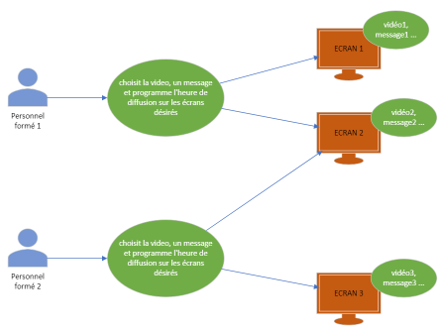 vidéo1,
message1 ...
ECRAN 1
choisit la video, un message
et programme l'heure de
diffusion sur les écrans
désirés
Personnel
formé 1
vidéo2,
message2 ...
ECRAN 2
choisit la video, un message
et programme l'heure de
diffusion sur les écrans
désirés
Personnel
formé 2
vidéo3,
message3 ...
ECRAN 3